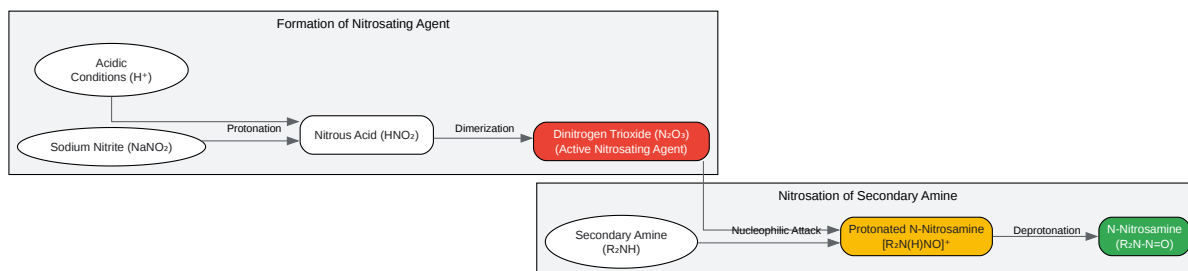 Formation of Nitrosating Agent
Acidic
Conditions (H⁺)
Sodium Nitrite (NaNO₂)
Protonation
Nitrous Acid (HNO₂)
Dimerization
Dinitrogen Trioxide (N₂O₃)
(Active Nitrosating Agent)
Nitrosation of Secondary Amine
Secondary Amine
(R₂NH)
Nucleophilic Attack
Protonated N-Nitrosamine
[R₂N(H)NO]⁺
Deprotonation
N-Nitrosamine
(R₂N-N=O)